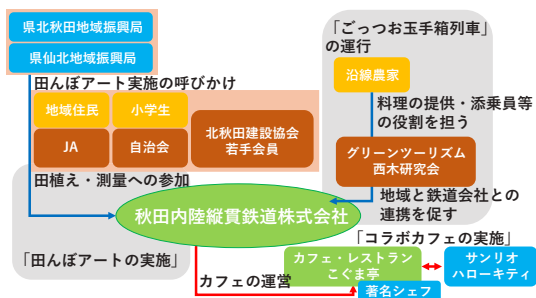 県北秋田地域振興局
県仙北地域振興局
田んぼアート実施の呼びかけ
地域住民
小学生
JA
自治会
北秋田建設協会
若手会員
田植え・測量への参加
「田んぼアートの実施」
秋田内陸縦貫鉄道株式会社
「ごっつお玉手箱列車」
の運行
沿線農家
料理の提供・添乗員等
の役割を担う
グリーンツーリズム
西木研究会
地域と鉄道会社との
連携を促す
「コラボカフェの実施」
カフェの運営
カフェ・レストラン
こぐま亭
著名シェフ
サンリオ
ハローキティ